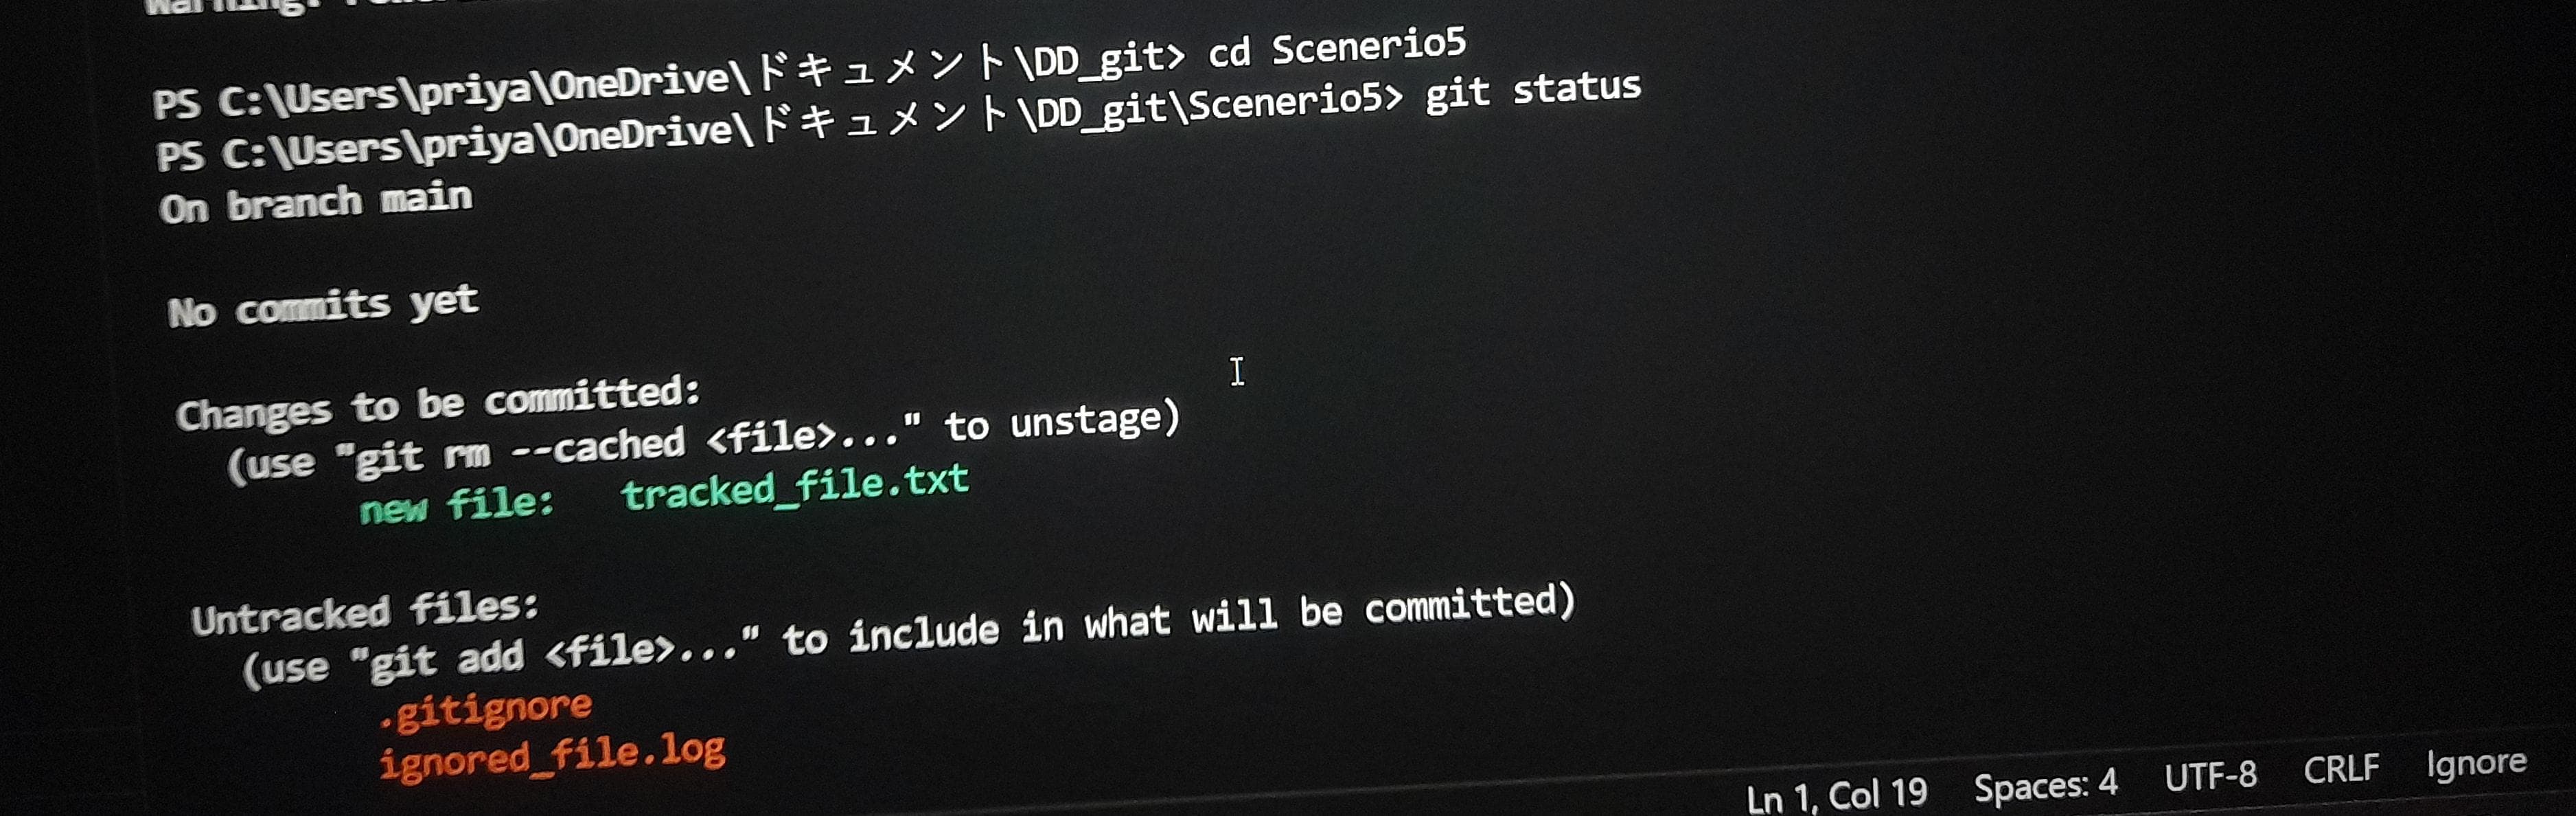 Warning:
PS C:\Users\priya\OneDrive\ドキュメント\DD_git> cd Scenerio5
PS C:\Users\priya\OneDrive\ドキュメント\DD_git\Scenerio5> git status
On branch main
No commits yet
Changes to be committed:
(use "git rm --cached <file>..." to unstage)
new file: tracked_file.txt
Untracked files:
(use "git add <file>..." to include in what will be committed)
.gitignore
ignored_file.log
Ln 1, Col 19 Spaces: 4 UTF-8 CRLF Ignore